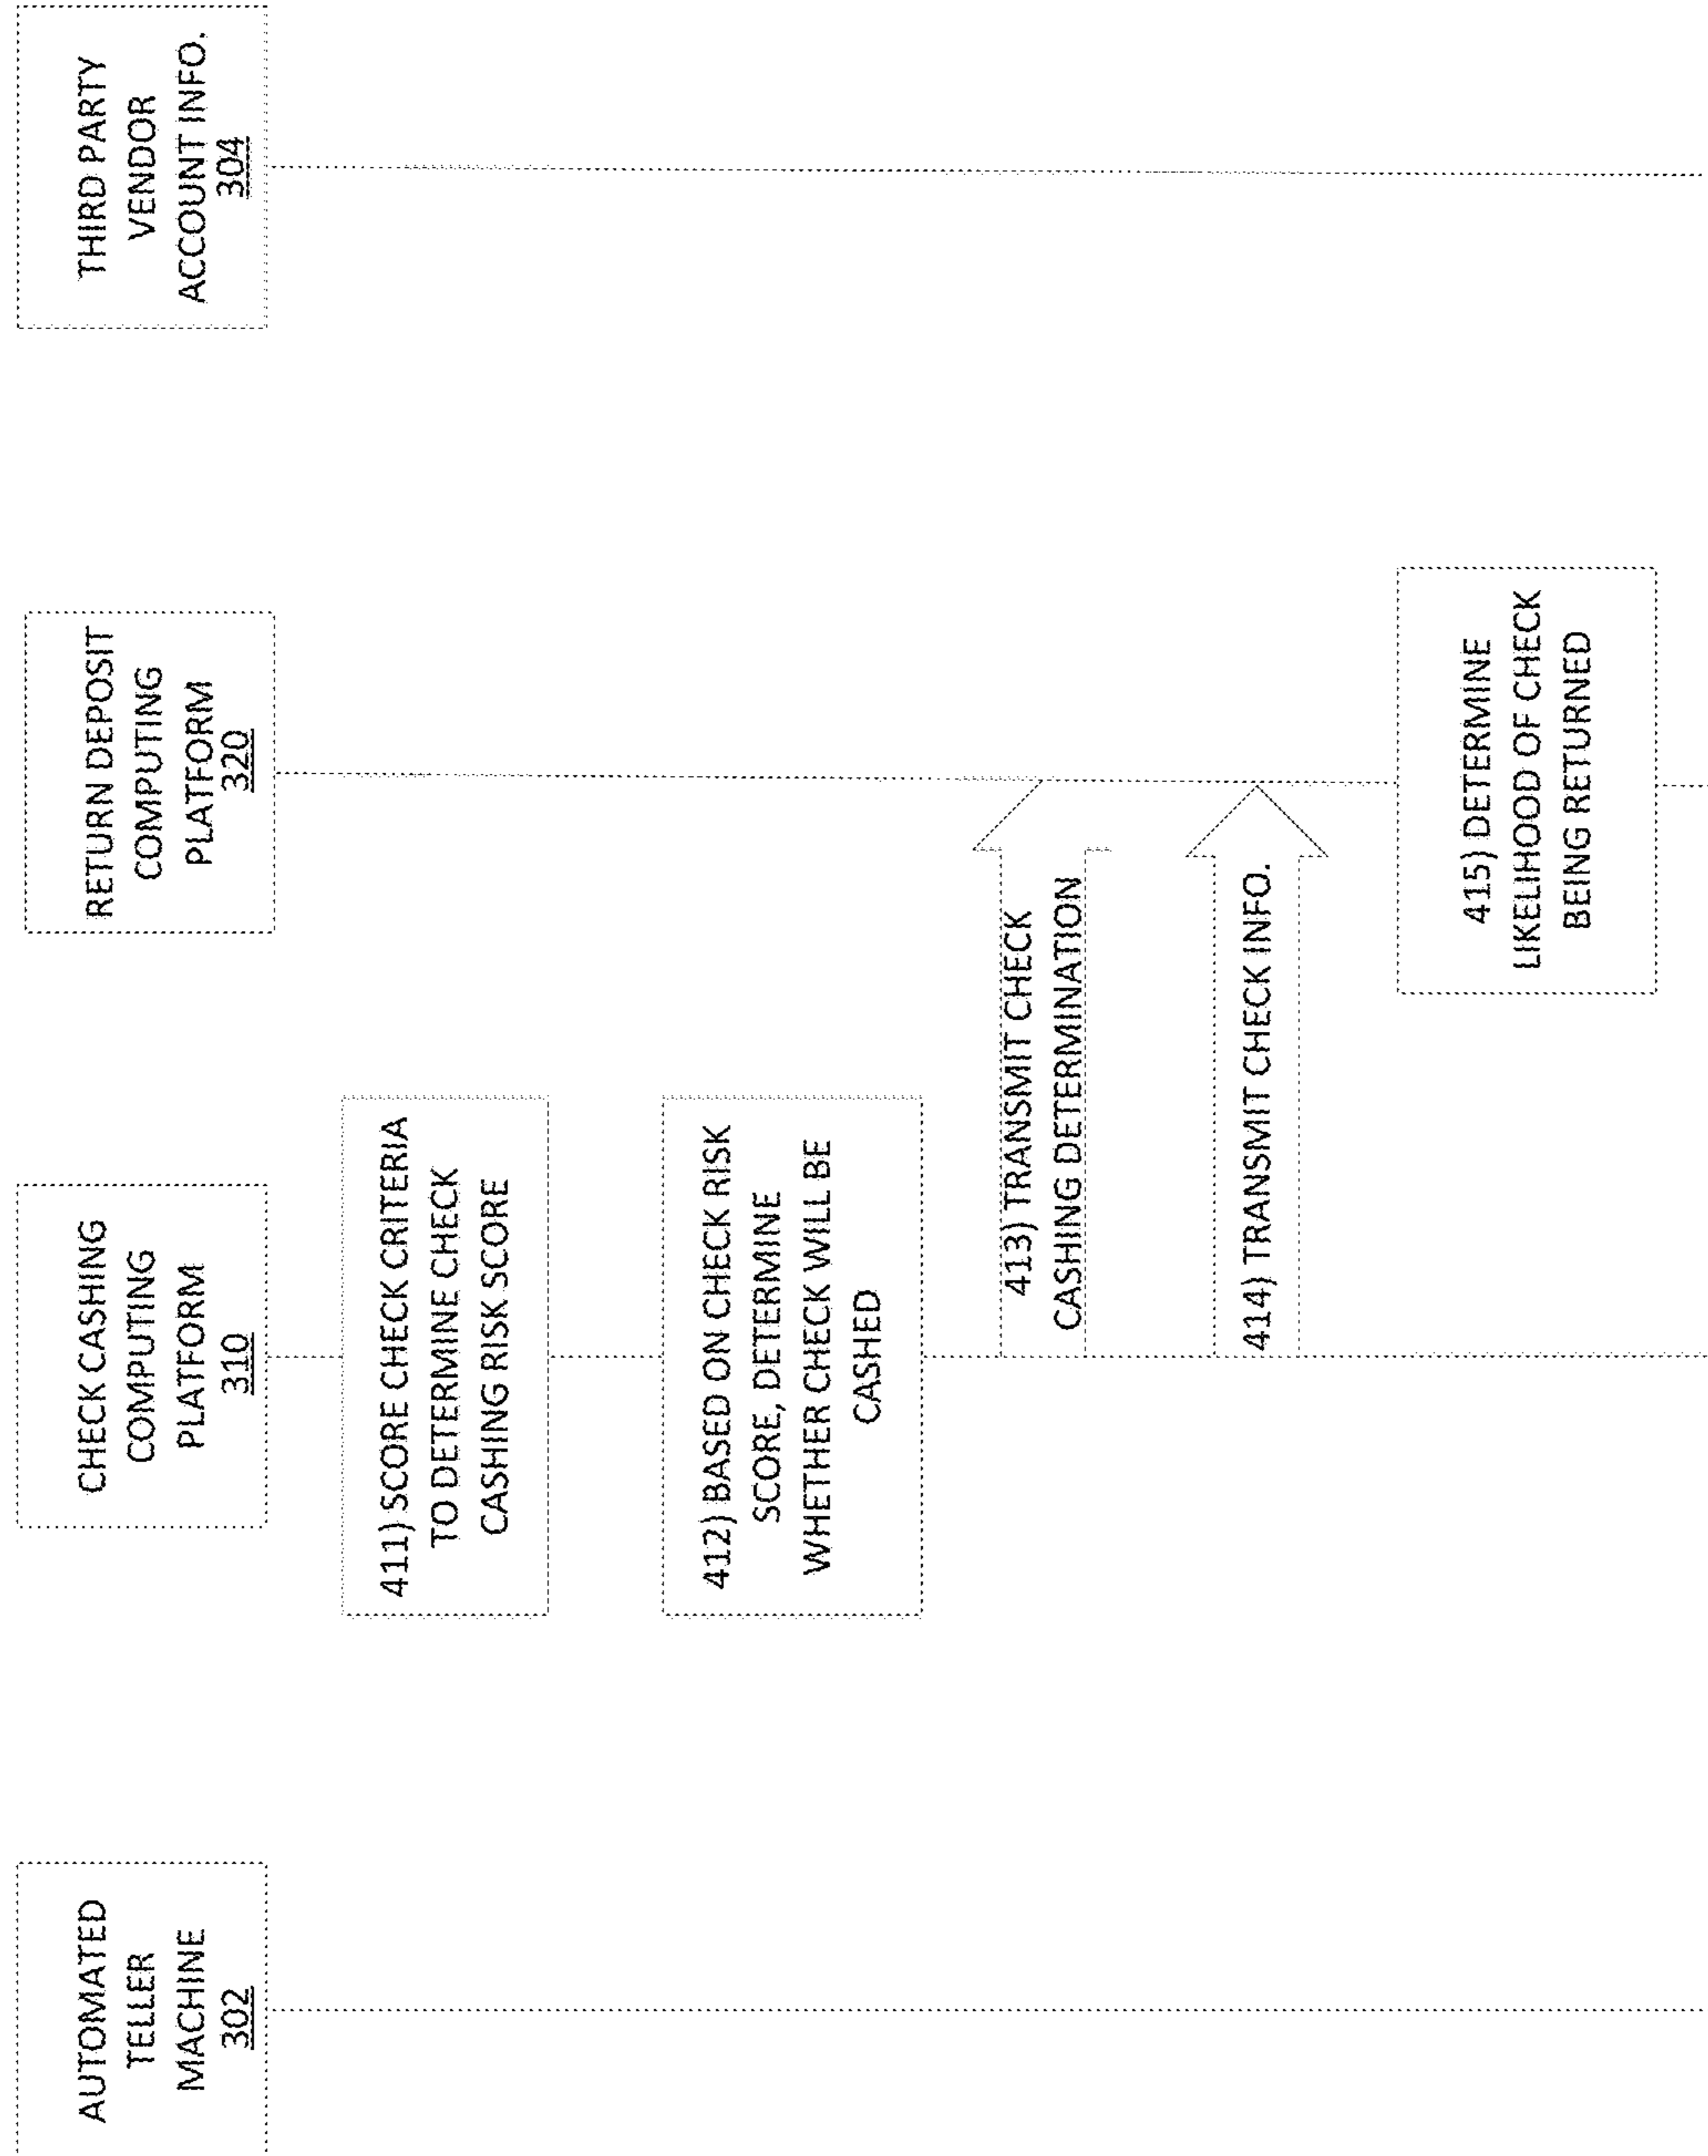 AUTOMATED
TELLER
MACHINE
302
CHECK CASHING
COMPUTING
PLATFORM
310
RETURN DEPOSIT
COMPUTING
PLATFORM
320
THIRD PARTY
VENDOR
ACCOUNT INFO.
304
411) SCORE CHECK CRITERIA
TO DETERMINE CHECK
CASHING RISK SCORE
412) BASED ON CHECK RISK
SCORE, DETERMINE
WHETHER CHECK WILL BE
CASHED
413) TRANSMIT CHECK
CASHING DETERMINATION
414) TRANSMIT CHECK INFO.
415) DETERMINE
LIKELIHOOD OF CHECK
BEING RETURNED